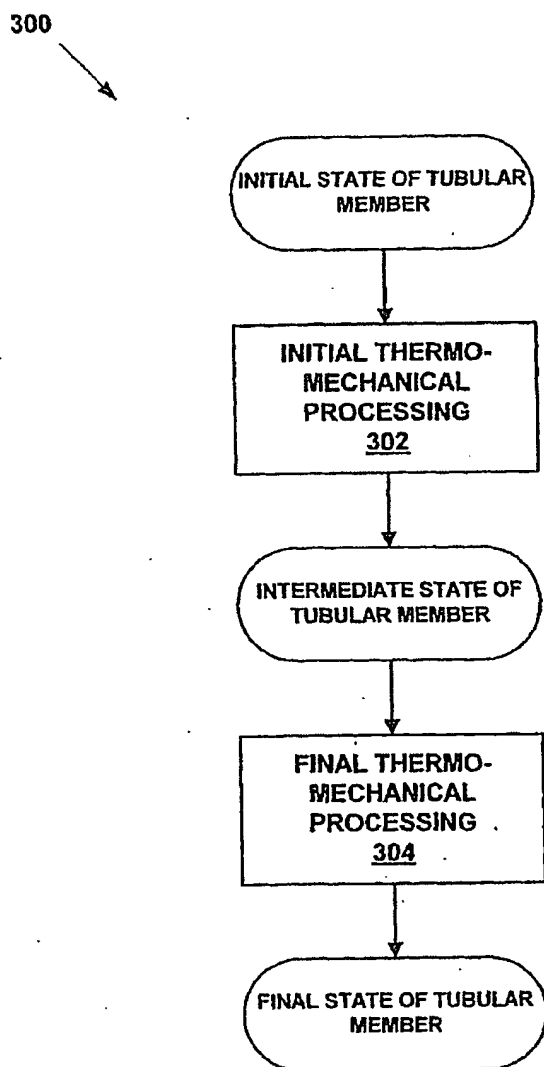 300
INITIAL STATE OF TUBULAR
MEMBER
INITIAL THERMO-
MECHANICAL
PROCESSING
302
INTERMEDIATE STATE OF
TUBULAR MEMBER
FINAL THERMO-
MECHANICAL
PROCESSING
304
FINAL STATE OF TUBULAR
MEMBER